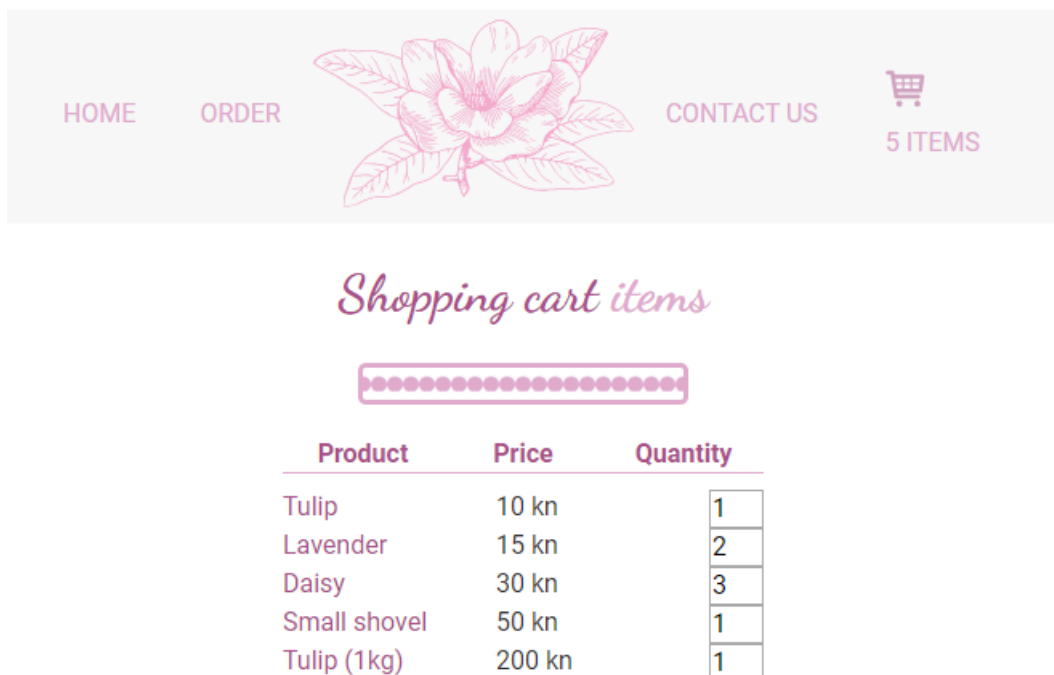 HOME ORDER CONTACT US 5 ITEMS
Shopping cart items
Product Price Quantity
Tulip 10 kn 1
Lavender 15 kn 2
Daisy 30 kn 3
Small shovel 50 kn 1
Tulip (1kg) 200 kn 1